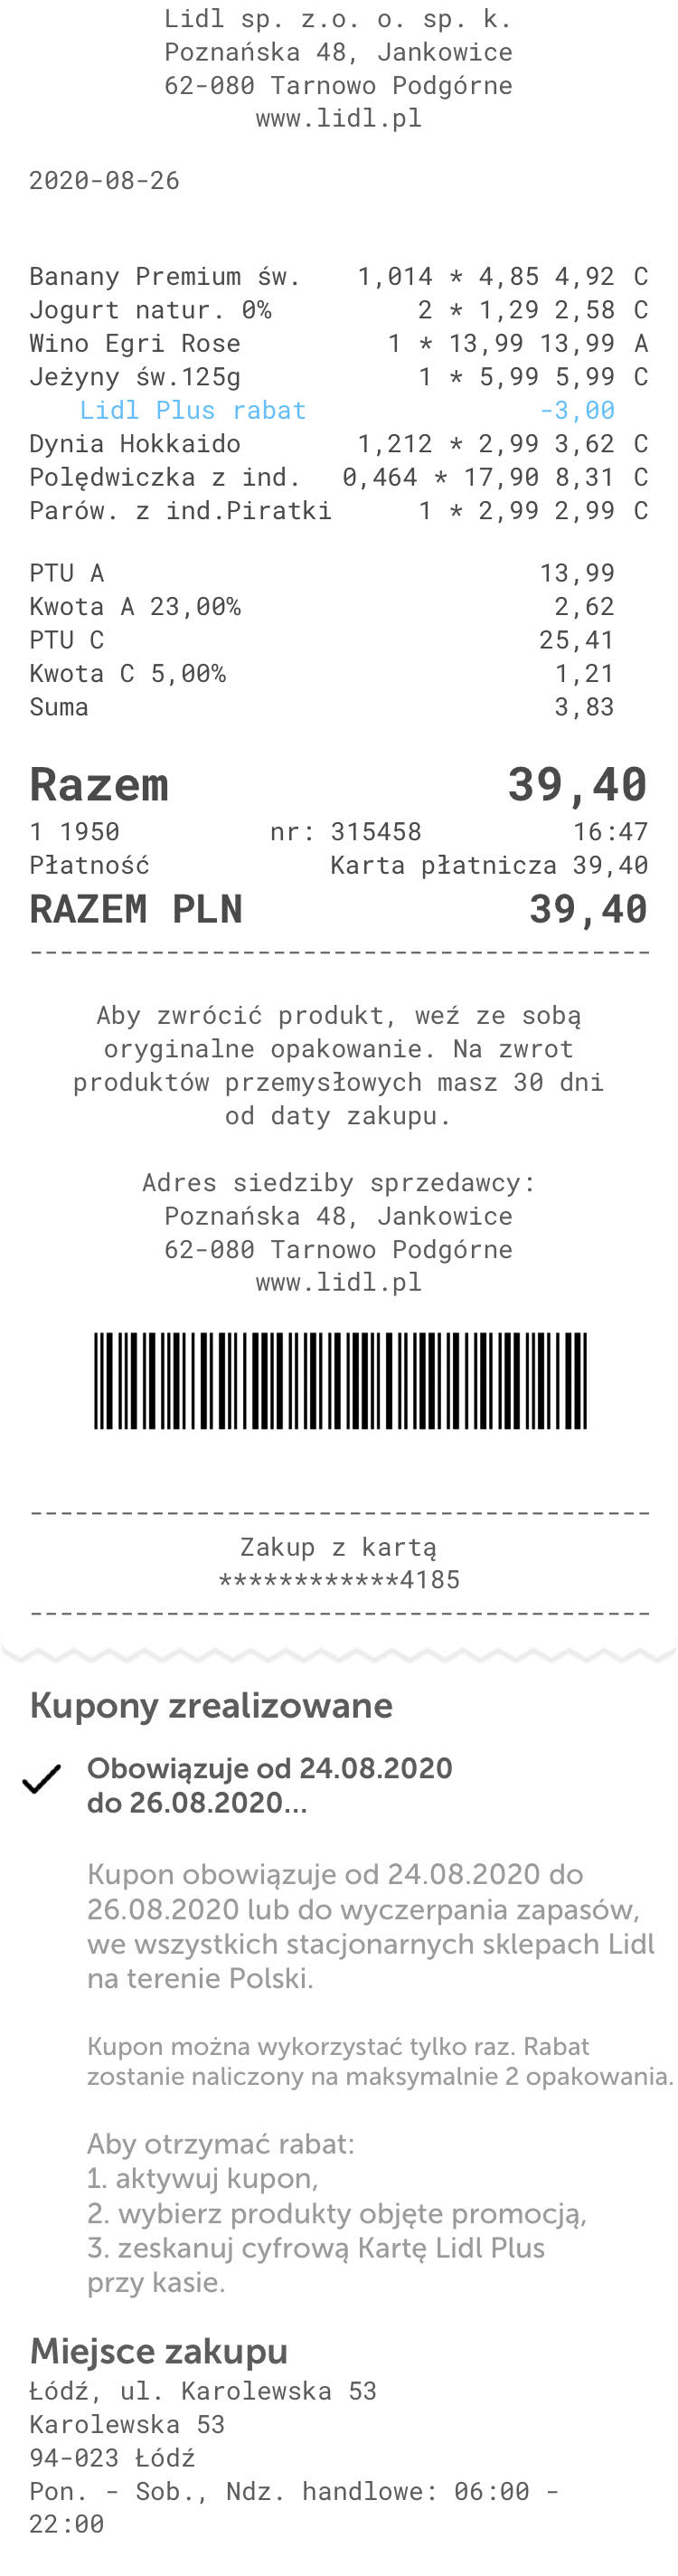 Lidl sp. z.o. o. sp. k.
Poznańska 48, Jankowice
62-080 Tarnowo Podgórne
www.lidl.pl
2020-08-26
Banany Premium św. 1,014 * 4,85 4,92 C
Jogurt natur. 0% 2 * 1,29 2,58 C
Wino Egri Rose 1 * 13,99 13,99 A
Jeżyny św.125g 1 * 5,99 5,99 C
Lidl Plus rabat -3,00
Dynia Hokkaido 1,212 * 2,99 3,62 C
Polędwiczka z ind. 0,464 * 17,90 8,31 C
Parów. z ind.Piratki 1 * 2,99 2,99 C
PTU A 13,99
Kwota A 23,00% 2,62
PTU C 25,41
Kwota C 5,00% 1,21
Suma 3,83
Razem 39,40
1 1950 nr: 315458 16:47
Płatność Karta płatnicza 39,40
RAZEM PLN 39,40
-----------------------------------------
Aby zwrócić produkt, weź ze sobą
oryginalne opakowanie. Na zwrot
produktów przemysłowych masz 30 dni
od daty zakupu.
Adres siedziby sprzedawcy:
Poznańska 48, Jankowice
62-080 Tarnowo Podgórne
www.lidl.pl
-----------------------------------------
Zakup z kartą
************4185
-----------------------------------------
Kupony zrealizowane
Obowiązuje od 24.08.2020
do 26.08.2020...
Kupon obowiązuje od 24.08.2020 do
26.08.2020 lub do wyczerpania zapasów,
we wszystkich stacjonarnych sklepach Lidl
na terenie Polski.
Kupon można wykorzystać tylko raz. Rabat
zostanie naliczony na maksymalnie 2 opakowania.
Aby otrzymać rabat:
1. aktywuj kupon,
2. wybierz produkty objęte promocją,
3. zeskanuj cyfrową Kartę Lidl Plus
przy kasie.
Miejsce zakupu
Łódź, ul. Karolewska 53
Karolewska 53
94-023 Łódź
Pon. - Sob., Ndz. handlowe: 06:00 -
22:00